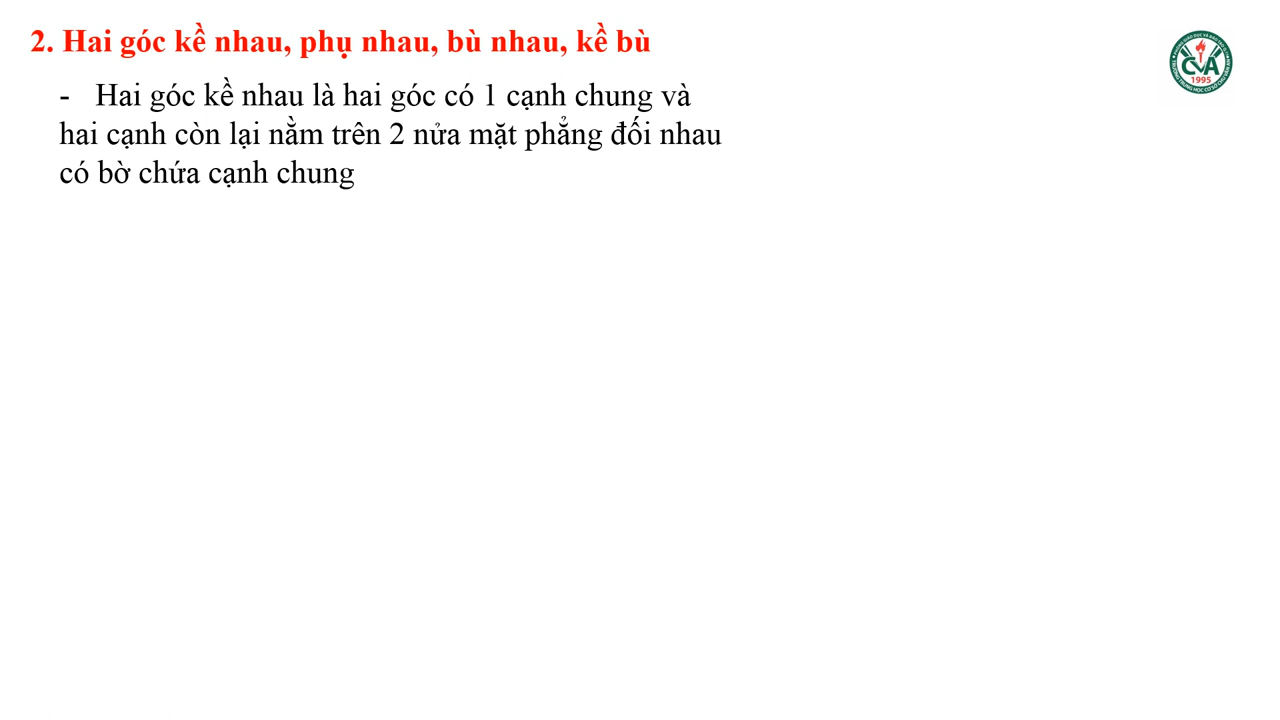 2. Hai góc kề nhau, phụ nhau, bù nhau, kề bù
- Hai góc kề nhau là hai góc có 1 cạnh chung và
hai cạnh còn lại nằm trên 2 nửa mặt phẳng đối nhau
có bờ chứa cạnh chung
CVA
1995